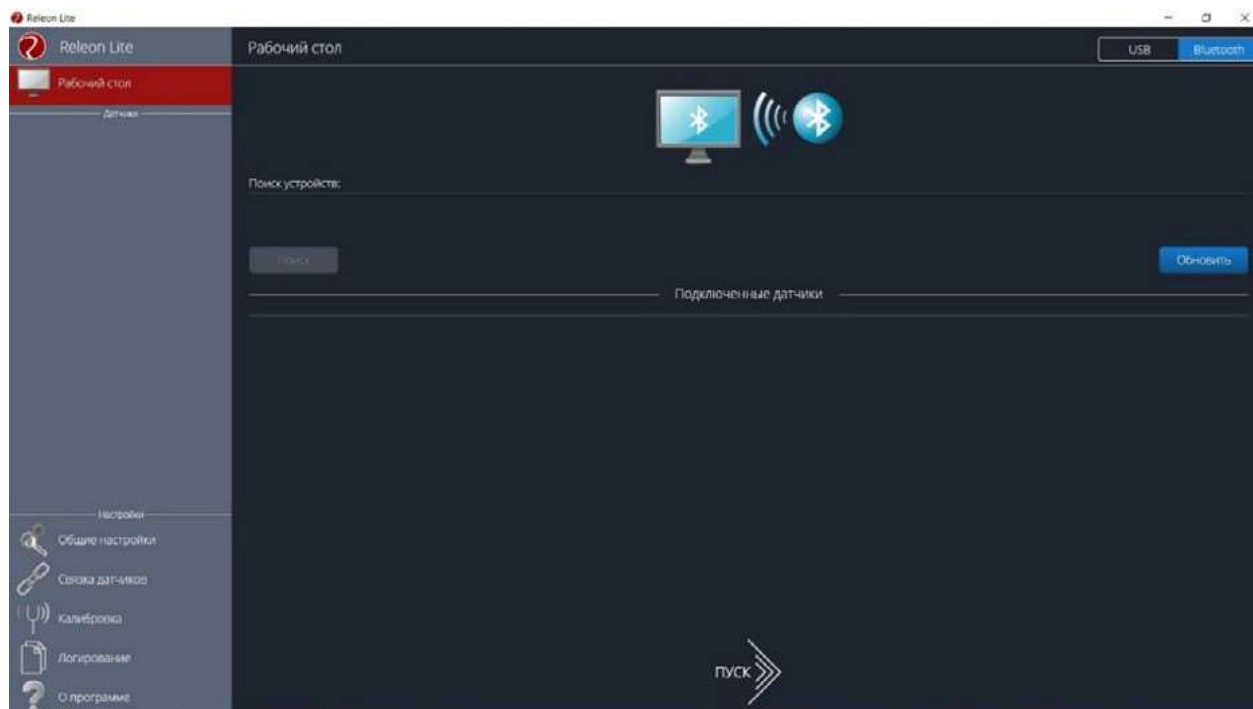 Releon Lite
Releon Lite
Рабочий стол
USB
Bluetooth
Рабочий стол
Датчики
Поиск устройств:
Поиск
Обновить
Подключенные датчики
Настройки
Общие настройки
Связка датчиков
Калибровка
Логирование
О программе
ПУСК